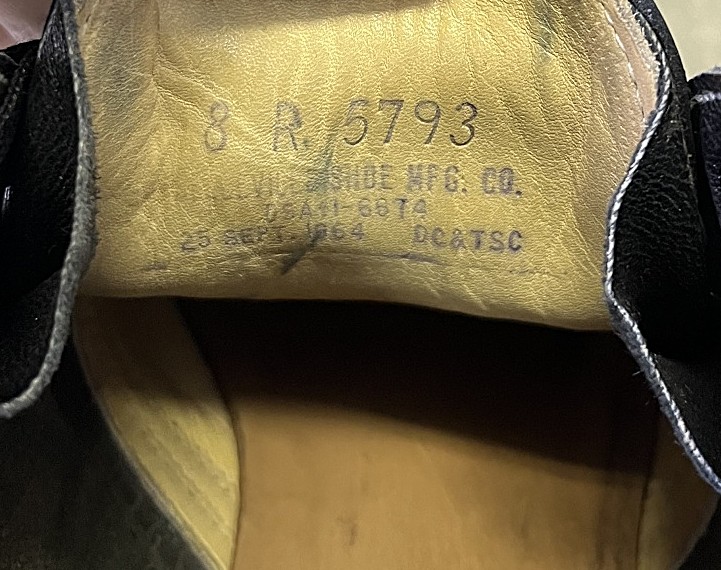 8 R. 5793
SHOE MFG. CO.
25 SEPT. 1964 DC&TSC